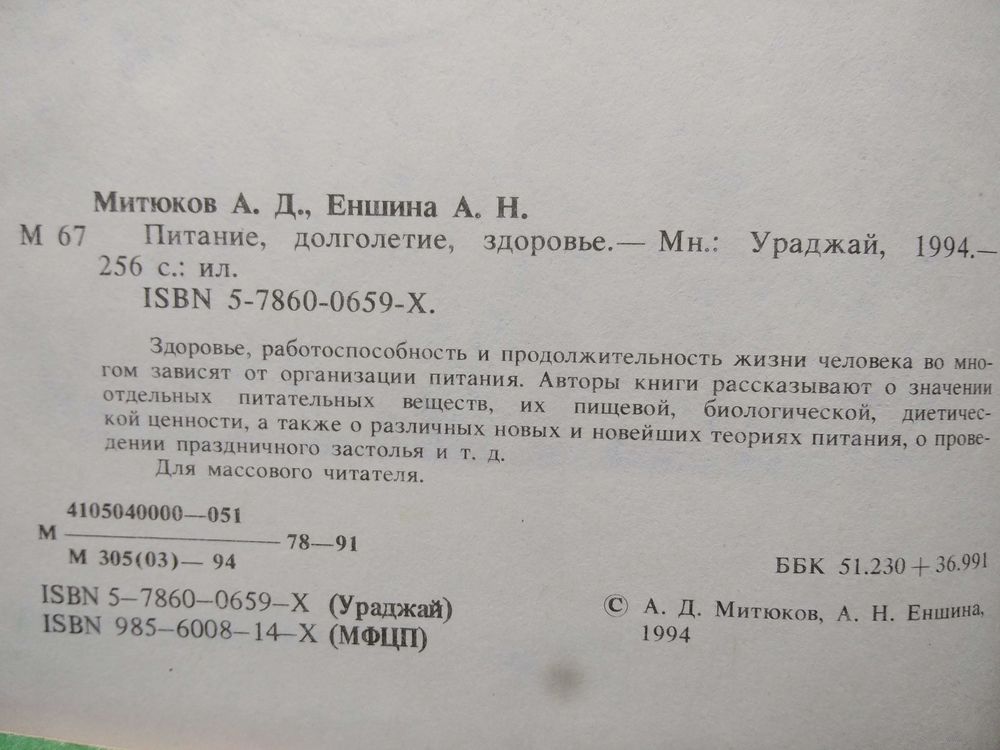 Митюков А. Д., Еншина А. Н.
М 67 Питание, долголетие, здоровье.— Мн.: Ураджай, 1994.—
256 с.: ил.
ISBN 5-7860-0659-X.
Здоровье, работоспособность и продолжительность жизни человека во мно-
гом зависят от организации питания. Авторы книги рассказывают о значении
отдельных питательных веществ, их пищевой, биологической, диетичес-
кой ценности, а также о различных новых и новейших теориях питания, о прове-
дении праздничного застолья и т. д.
Для массового читателя.
4105040000—051
М 78—91
М 305(03)— 94
ББК 51.230+36.991
ISBN 5—7860—0659—X (Ураджай)
ISBN 985—6008—14—X (МФЦП)
© А. Д. Митюков, А. Н. Еншина,
1994